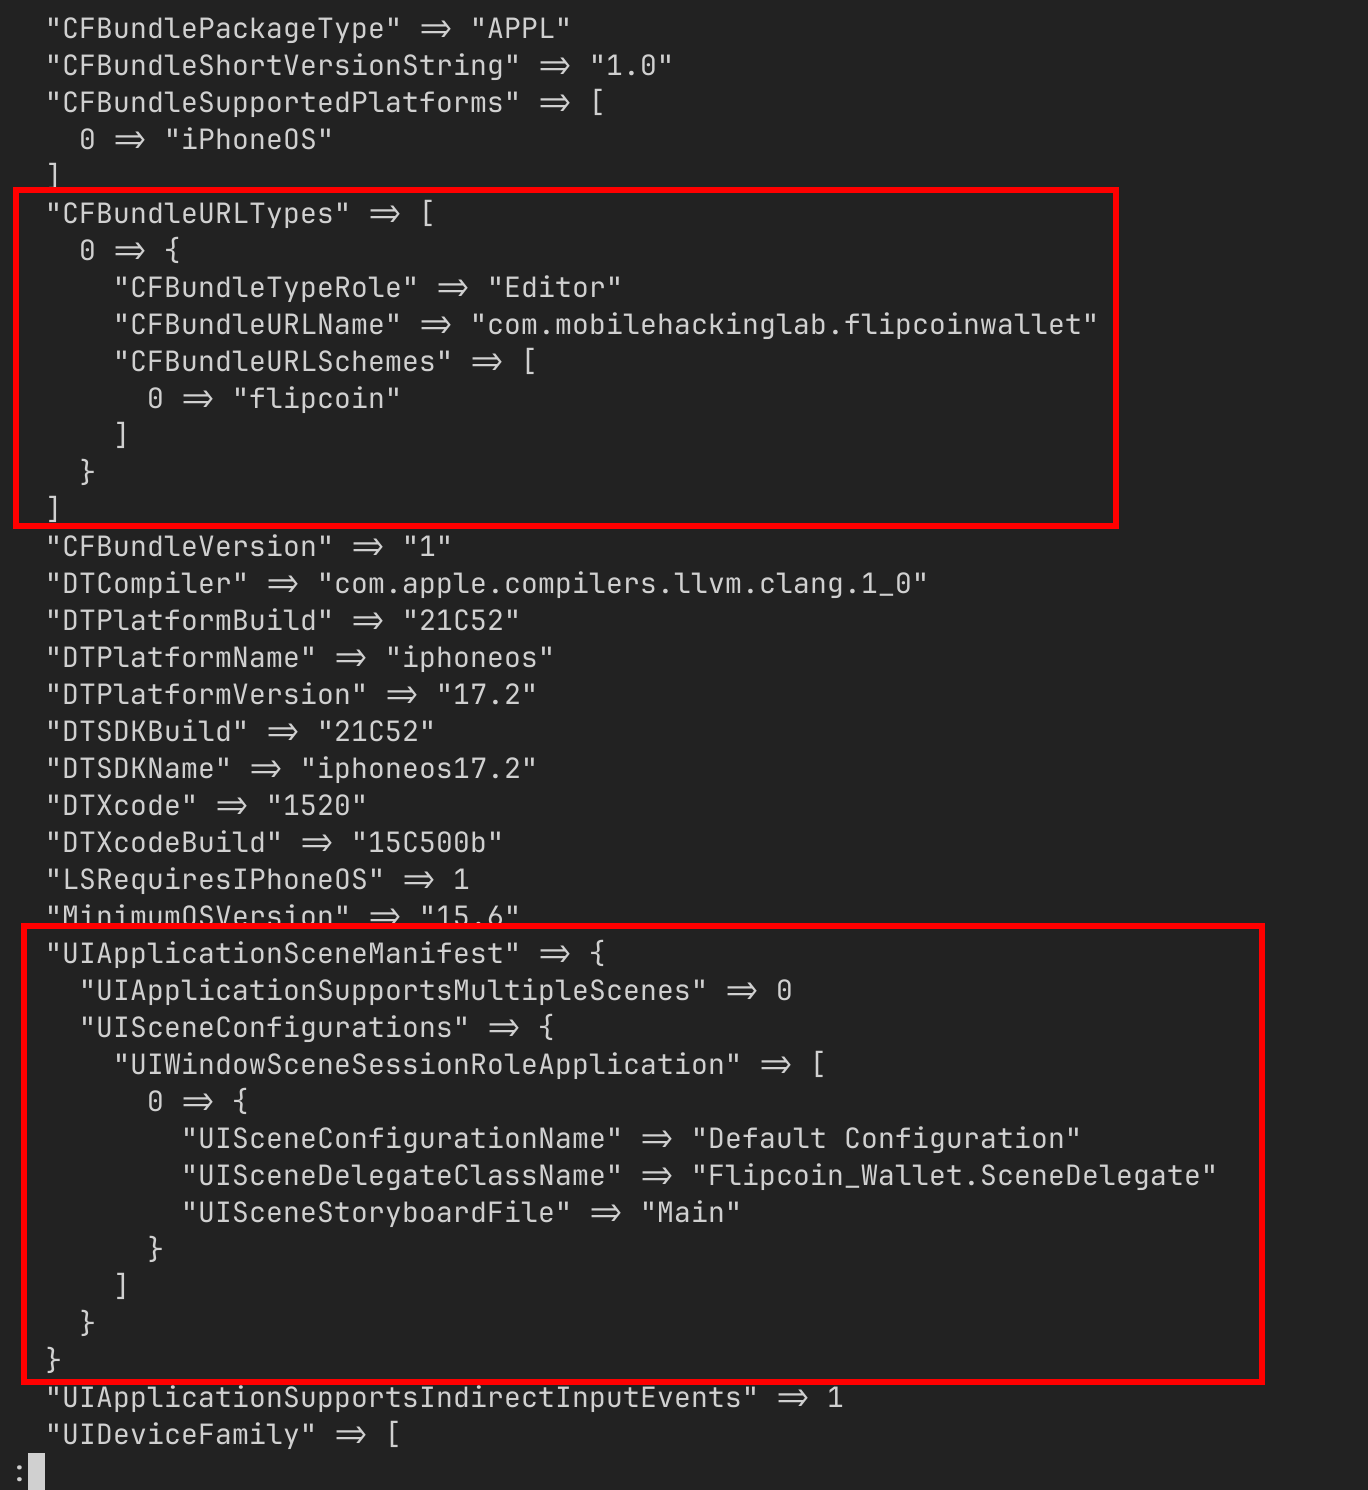 "CFBundlePackageType" => "APPL"
"CFBundleShortVersionString" => "1.0"
"CFBundleSupportedPlatforms" => [
0 => "iPhoneOS"
]
"CFBundleURLTypes" => [
0 => {
"CFBundleTypeRole" => "Editor"
"CFBundleURLName" => "com.mobilehackinglab.flipcoinwallet"
"CFBundleURLSchemes" => [
0 => "flipcoin"
]
}
]
"CFBundleVersion" => "1"
"DTCompiler" => "com.apple.compilers.llvm.clang.1_0"
"DTPlatformBuild" => "21C52"
"DTPlatformName" => "iphoneos"
"DTPlatformVersion" => "17.2"
"DTSDKBuild" => "21C52"
"DTSDKName" => "iphoneos17.2"
"DTXcode" => "1520"
"DTXcodeBuild" => "15C500b"
"LSRequiresIPhoneOS" => 1
"MinimumOSVersion" => "15.6"
"UIApplicationSceneManifest" => {
"UIApplicationSupportsMultipleScenes" => 0
"UISceneConfigurations" => {
"UIWindowSceneSessionRoleApplication" => [
0 => {
"UISceneConfigurationName" => "Default Configuration"
"UISceneDelegateClassName" => "Flipcoin_Wallet.SceneDelegate"
"UISceneStoryboardFile" => "Main"
}
]
}
}
"UIApplicationSupportsIndirectInputEvents" => 1
"UIDeviceFamily" => [
: